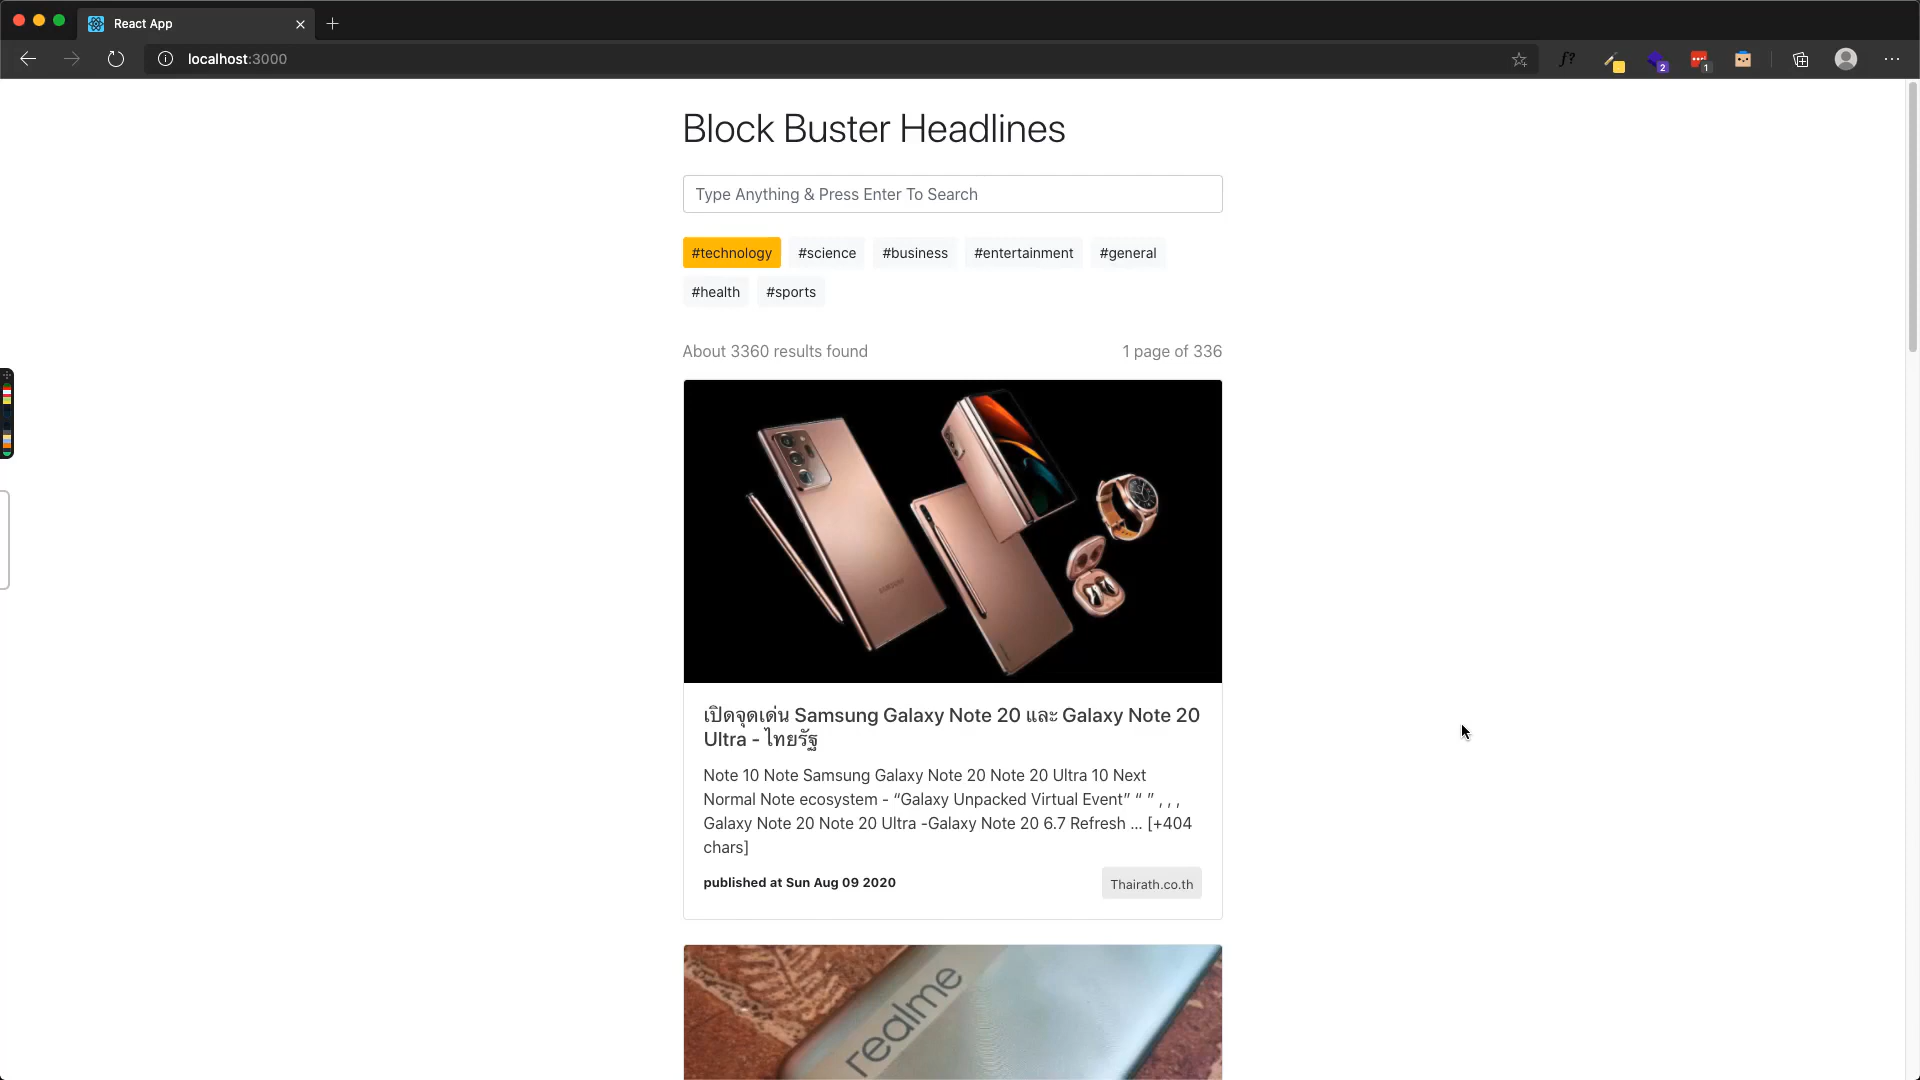 React App
localhost:3000
f?
2
1
Block Buster Headlines
Type Anything & Press Enter To Search
#technology #science #business #entertainment #general
#health #sports
About 3360 results found 1 page of 336
SAMSUNG
เปิดจุดเด่น Samsung Galaxy Note 20 และ Galaxy Note 20
Ultra - ไทยรัฐ
Note 10 Note Samsung Galaxy Note 20 Note 20 Ultra 10 Next
Normal Note ecosystem - “Galaxy Unpacked Virtual Event” “ ” , , ,
Galaxy Note 20 Note 20 Ultra -Galaxy Note 20 6.7 Refresh ... [+404
chars]
published at Sun Aug 09 2020 Thairath.co.th
realme